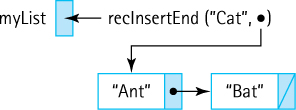 myList recInsertEnd ("Cat", )
"Ant" "Bat"